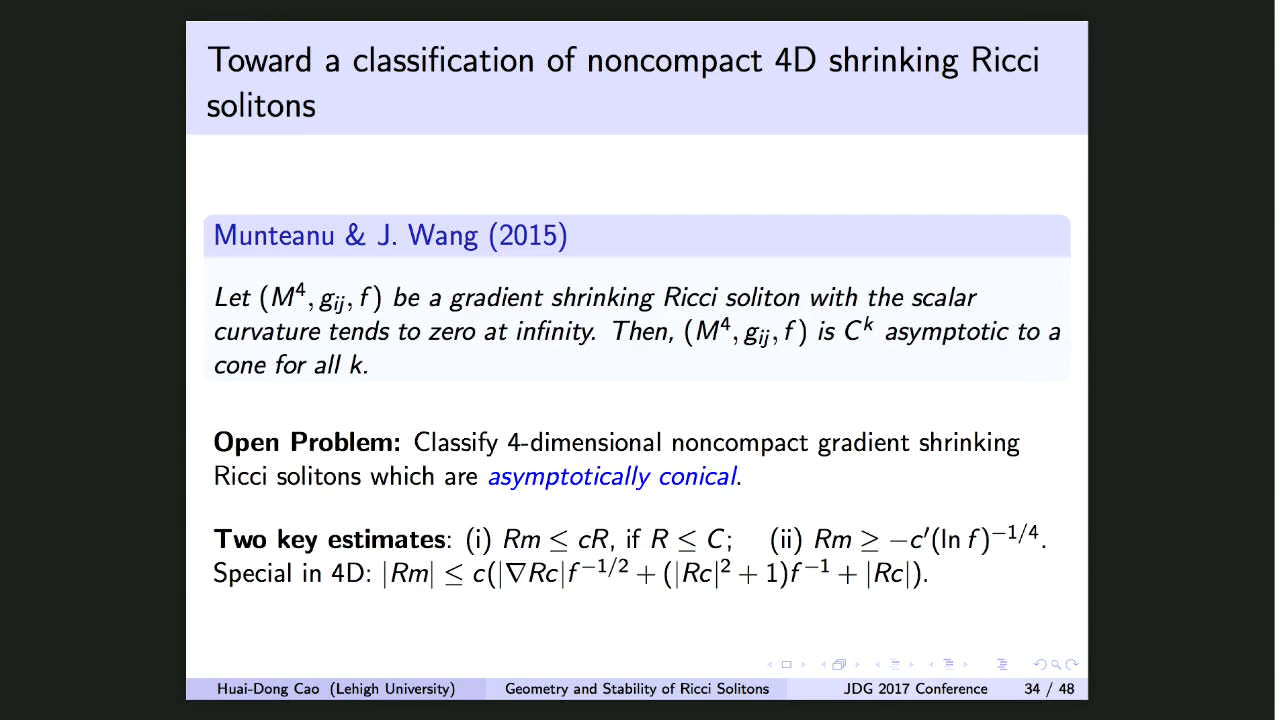 Toward a classification of noncompact 4D shrinking Ricci
solitons
Munteanu & J. Wang (2015)
Let (M⁴, g_{ij}, f) be a gradient shrinking Ricci soliton with the scalar
curvature tends to zero at infinity. Then, (M⁴, g_{ij}, f) is Cᵏ asymptotic to a
cone for all k.
Open Problem: Classify 4-dimensional noncompact gradient shrinking
Ricci solitons which are asymptotically conical.
Two key estimates: (i) Rm ≤ cR, if R ≤ C; (ii) Rm ≥ −c′(ln f)^{−1/4}.
Special in 4D: |Rm| ≤ c(|∇Rc|f^{−1/2} + (|Rc|² + 1)f^{−1} + |Rc|).
Huai-Dong Cao (Lehigh University) Geometry and Stability of Ricci Solitons JDG 2017 Conference 34 / 48